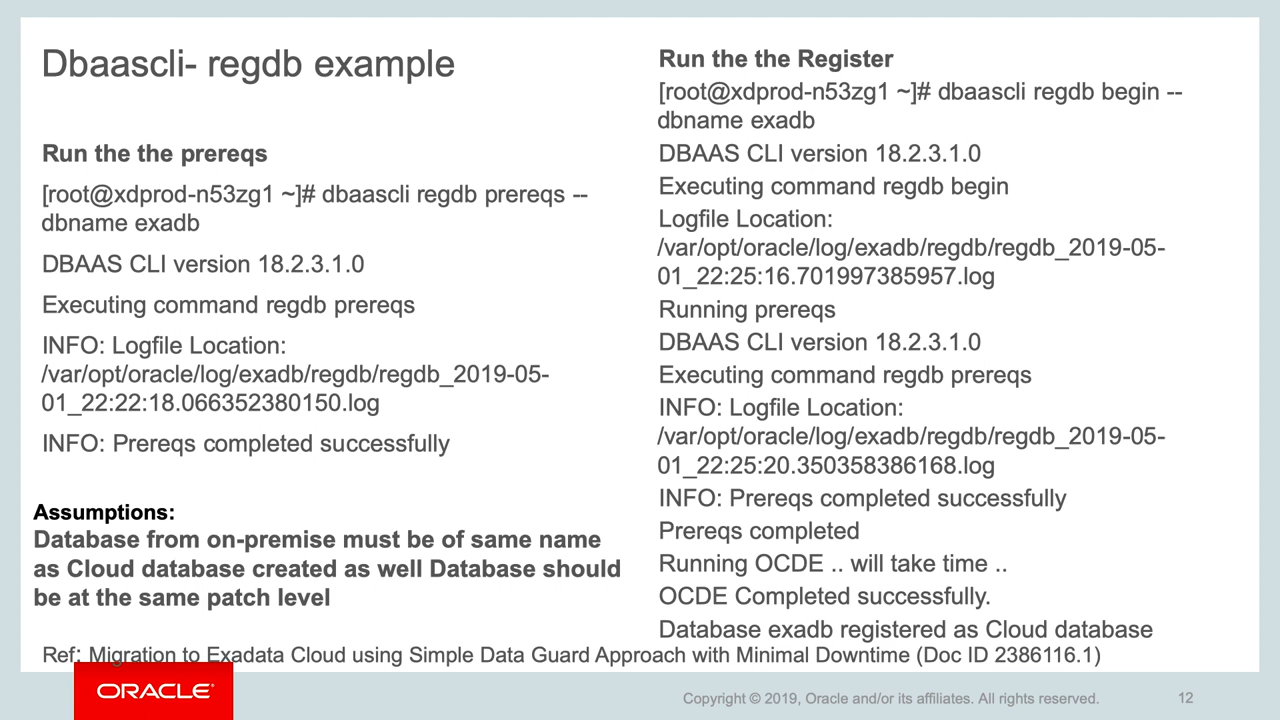 Dbaascli- regdb example
Run the the prereqs
[root@xdprod-n53zg1 ~]# dbaascli regdb prereqs --
dbname exadb
DBAAS CLI version 18.2.3.1.0
Executing command regdb prereqs
INFO: Logfile Location:
/var/opt/oracle/log/exadb/regdb/regdb_2019-05-
01_22:22:18.066352380150.log
INFO: Prereqs completed successfully
Assumptions:
Database from on-premise must be of same name
as Cloud database created as well Database should
be at the same patch level
Run the the Register
[root@xdprod-n53zg1 ~]# dbaascli regdb begin --
dbname exadb
DBAAS CLI version 18.2.3.1.0
Executing command regdb begin
Logfile Location:
/var/opt/oracle/log/exadb/regdb/regdb_2019-05-
01_22:25:16.701997385957.log
Running prereqs
DBAAS CLI version 18.2.3.1.0
Executing command regdb prereqs
INFO: Logfile Location:
/var/opt/oracle/log/exadb/regdb/regdb_2019-05-
01_22:25:20.350358386168.log
INFO: Prereqs completed successfully
Prereqs completed
Running OCDE .. will take time ..
OCDE Completed successfully.
Database exadb registered as Cloud database
Ref: Migration to Exadata Cloud using Simple Data Guard Approach with Minimal Downtime (Doc ID 2386116.1)
ORACLE®
Copyright © 2019, Oracle and/or its affiliates. All rights reserved.
12